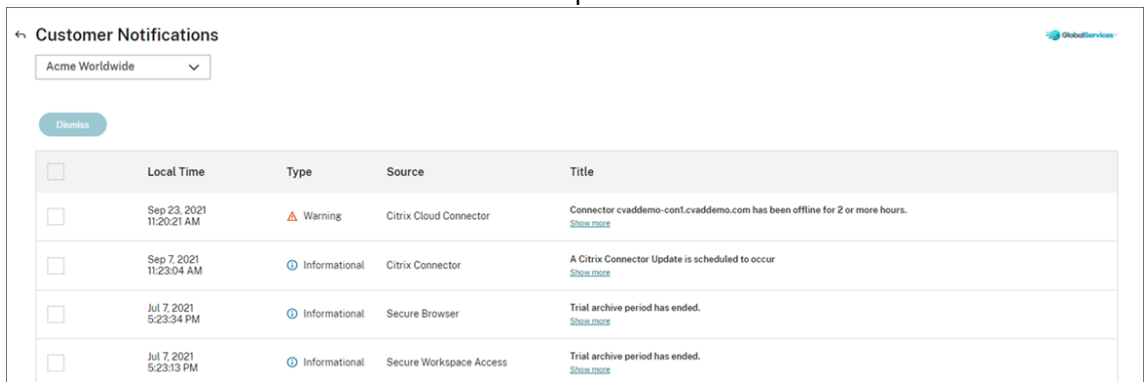 Customer Notifications
GlobalServices
Acme Worldwide
Dismiss
Local Time Type Source Title
Sep 23, 2021
11:20:21 AM
Warning
Citrix Cloud Connector
Connector cvaddemo-con1.cvaddemo.com has been offline for 2 or more hours.
Show more
Sep 7, 2021
11:23:04 AM
Informational
Citrix Connector
A Citrix Connector Update is scheduled to occur
Show more
Jul 7, 2021
5:23:34 PM
Informational
Secure Browser
Trial archive period has ended.
Show more
Jul 7, 2021
5:23:13 PM
Informational
Secure Workspace Access
Trial archive period has ended.
Show more